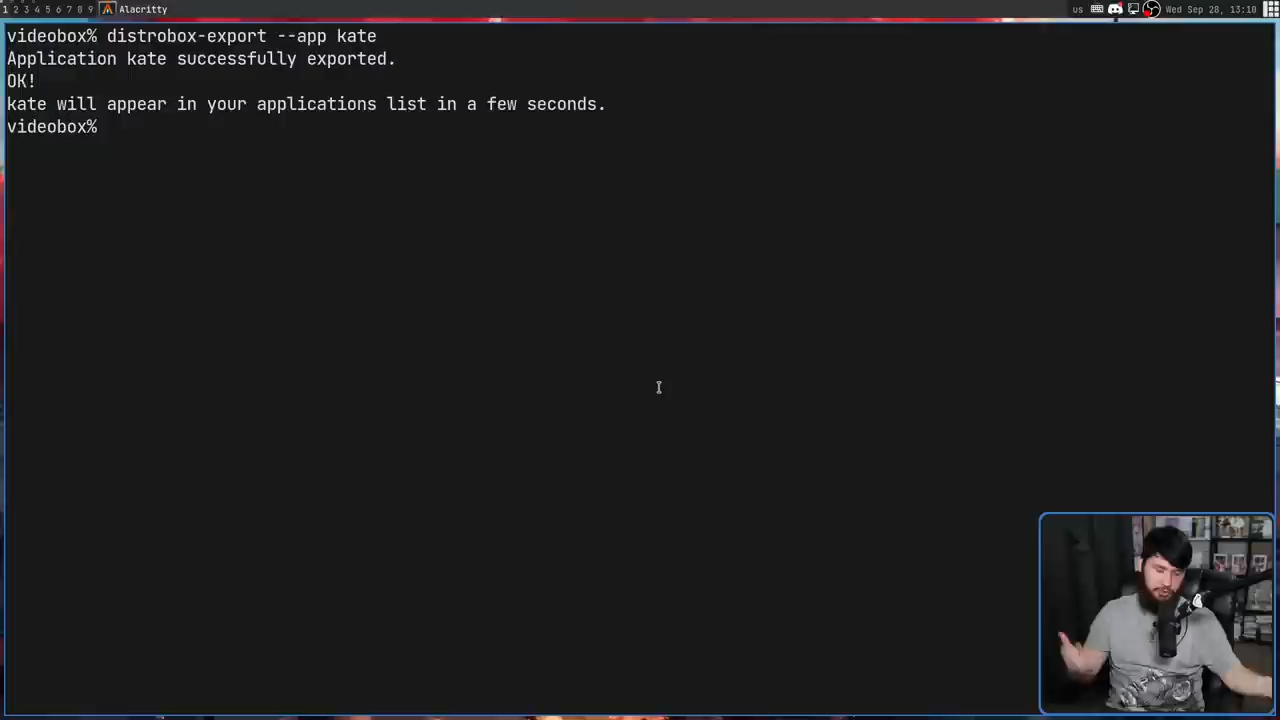 1 2 3 4 5 6 7 8 9 Alacritty us Wed Sep 28, 13:10
videobox% distrobox-export --app kate
Application kate successfully exported.
OK!
kate will appear in your applications list in a few seconds.
videobox%